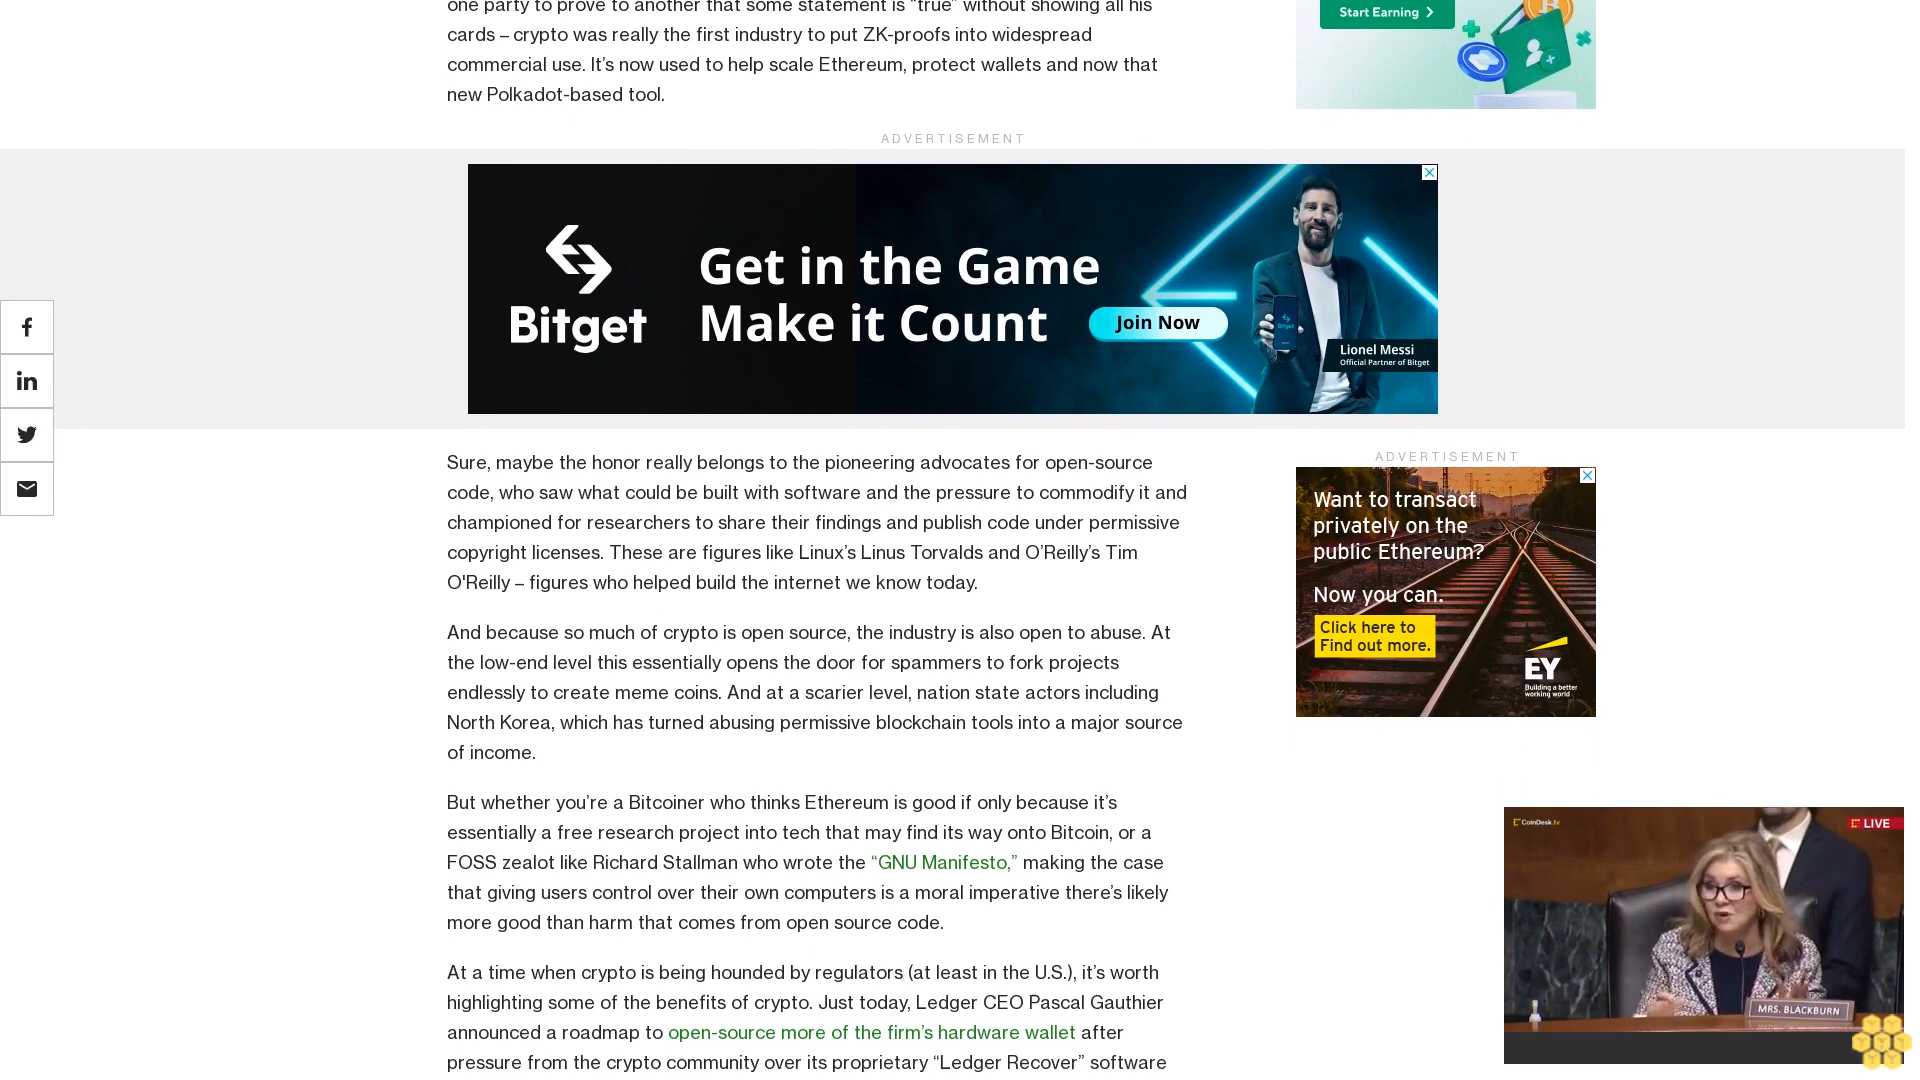 one party to prove to another that some statement is “true” without showing all his
cards – crypto was really the first industry to put ZK-proofs into widespread
commercial use. It’s now used to help scale Ethereum, protect wallets and now that
new Polkadot-based tool.
Start Earning
ADVERTISEMENT
Bitget
Get in the Game
Make it Count
Join Now
Bitget
Lionel Messi
Official Partner of Bitget
Sure, maybe the honor really belongs to the pioneering advocates for open-source
code, who saw what could be built with software and the pressure to commodify it and
championed for researchers to share their findings and publish code under permissive
copyright licenses. These are figures like Linux’s Linus Torvalds and O’Reilly’s Tim
O'Reilly – figures who helped build the internet we know today.
And because so much of crypto is open source, the industry is also open to abuse. At
the low-end level this essentially opens the door for spammers to fork projects
endlessly to create meme coins. And at a scarier level, nation state actors including
North Korea, which has turned abusing permissive blockchain tools into a major source
of income.
But whether you’re a Bitcoiner who thinks Ethereum is good if only because it’s
essentially a free research project into tech that may find its way onto Bitcoin, or a
FOSS zealot like Richard Stallman who wrote the “GNU Manifesto,” making the case
that giving users control over their own computers is a moral imperative there’s likely
more good than harm that comes from open source code.
At a time when crypto is being hounded by regulators (at least in the U.S.), it’s worth
highlighting some of the benefits of crypto. Just today, Ledger CEO Pascal Gauthier
announced a roadmap to open-source more of the firm’s hardware wallet after
pressure from the crypto community over its proprietary “Ledger Recover” software
ADVERTISEMENT
Want to transact
privately on the
public Ethereum?
Now you can.
Click here to
Find out more.
EY
Building a better
working world
CoinDesk.tv
LIVE
MRS. BLACKBURN